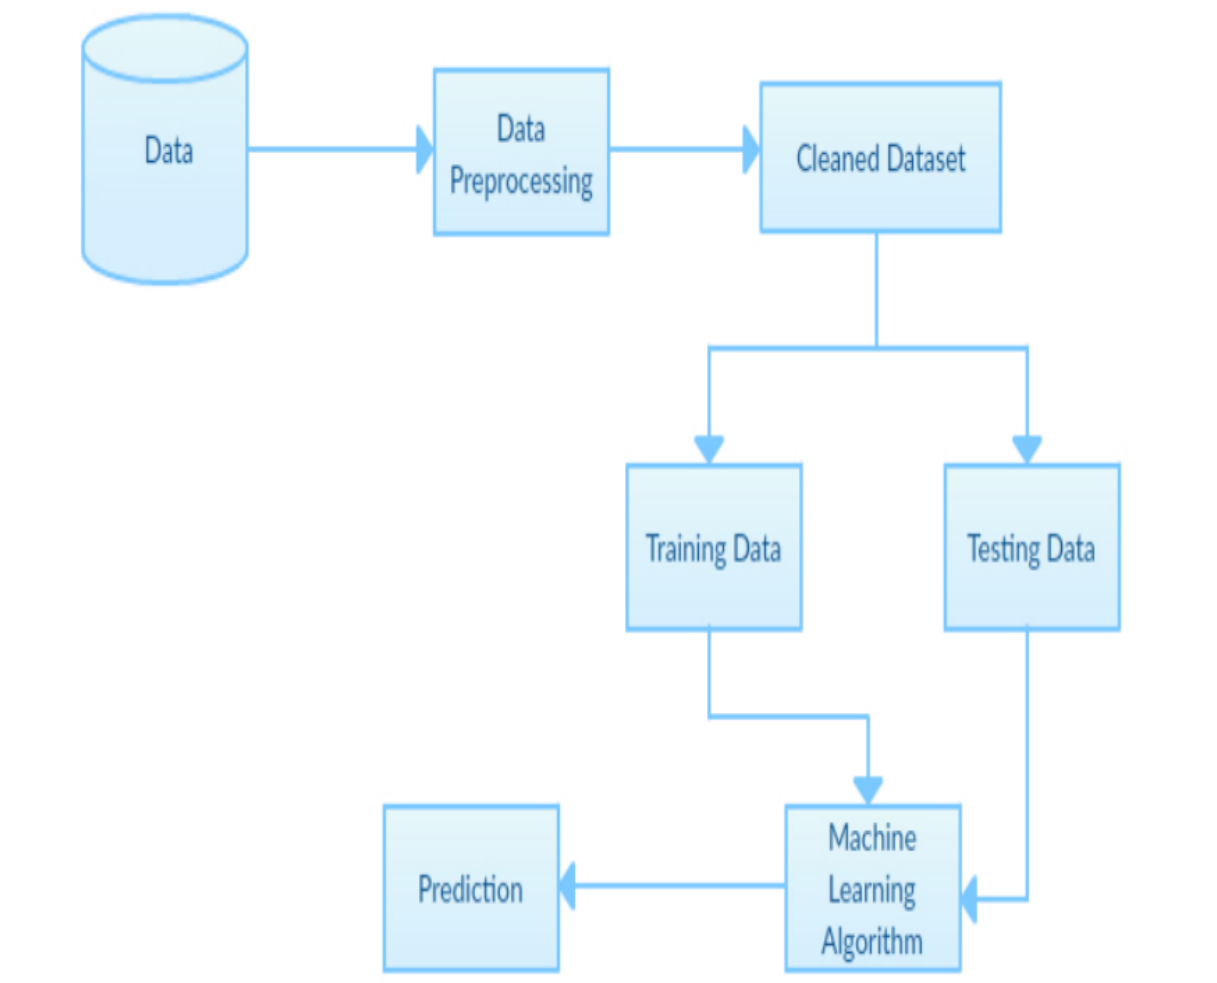 Data
Data
Preprocessing
Cleaned Dataset
Training Data
Testing Data
Machine
Learning
Algorithm
Prediction